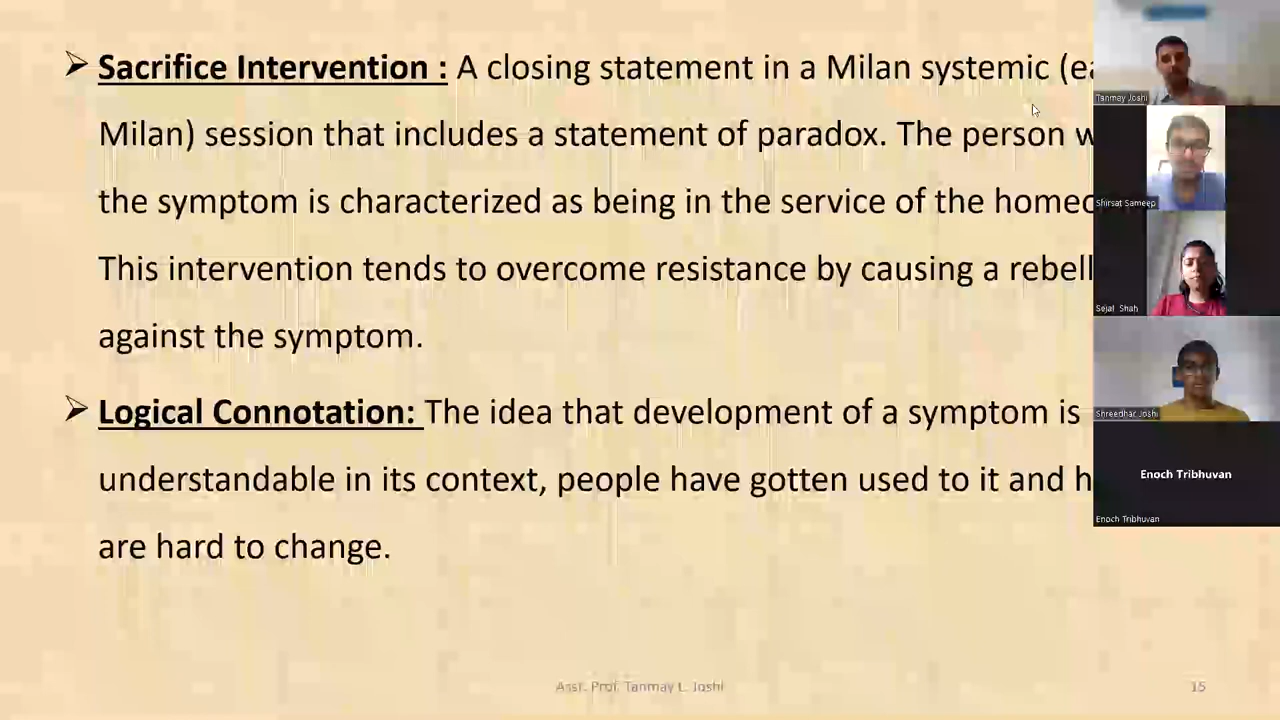 ➢ Sacrifice Intervention : A closing statement in a Milan systemic
Milan) session that includes a statement of paradox. The person
the symptom is characterized as being in the service of the
This intervention tends to overcome resistance by causing a
against the symptom.
➢ Logical Connotation: The idea that development of a symptom is
understandable in its context, people have gotten used to it and
are hard to change.
Asst. Prof. Tanmay L. Joshi
15
Tanmay Joshi
Shirsat Sameep
Sejal Shah
Shreedhar Joshi
Enoch Tribhuvan
Enoch Tribhuvan